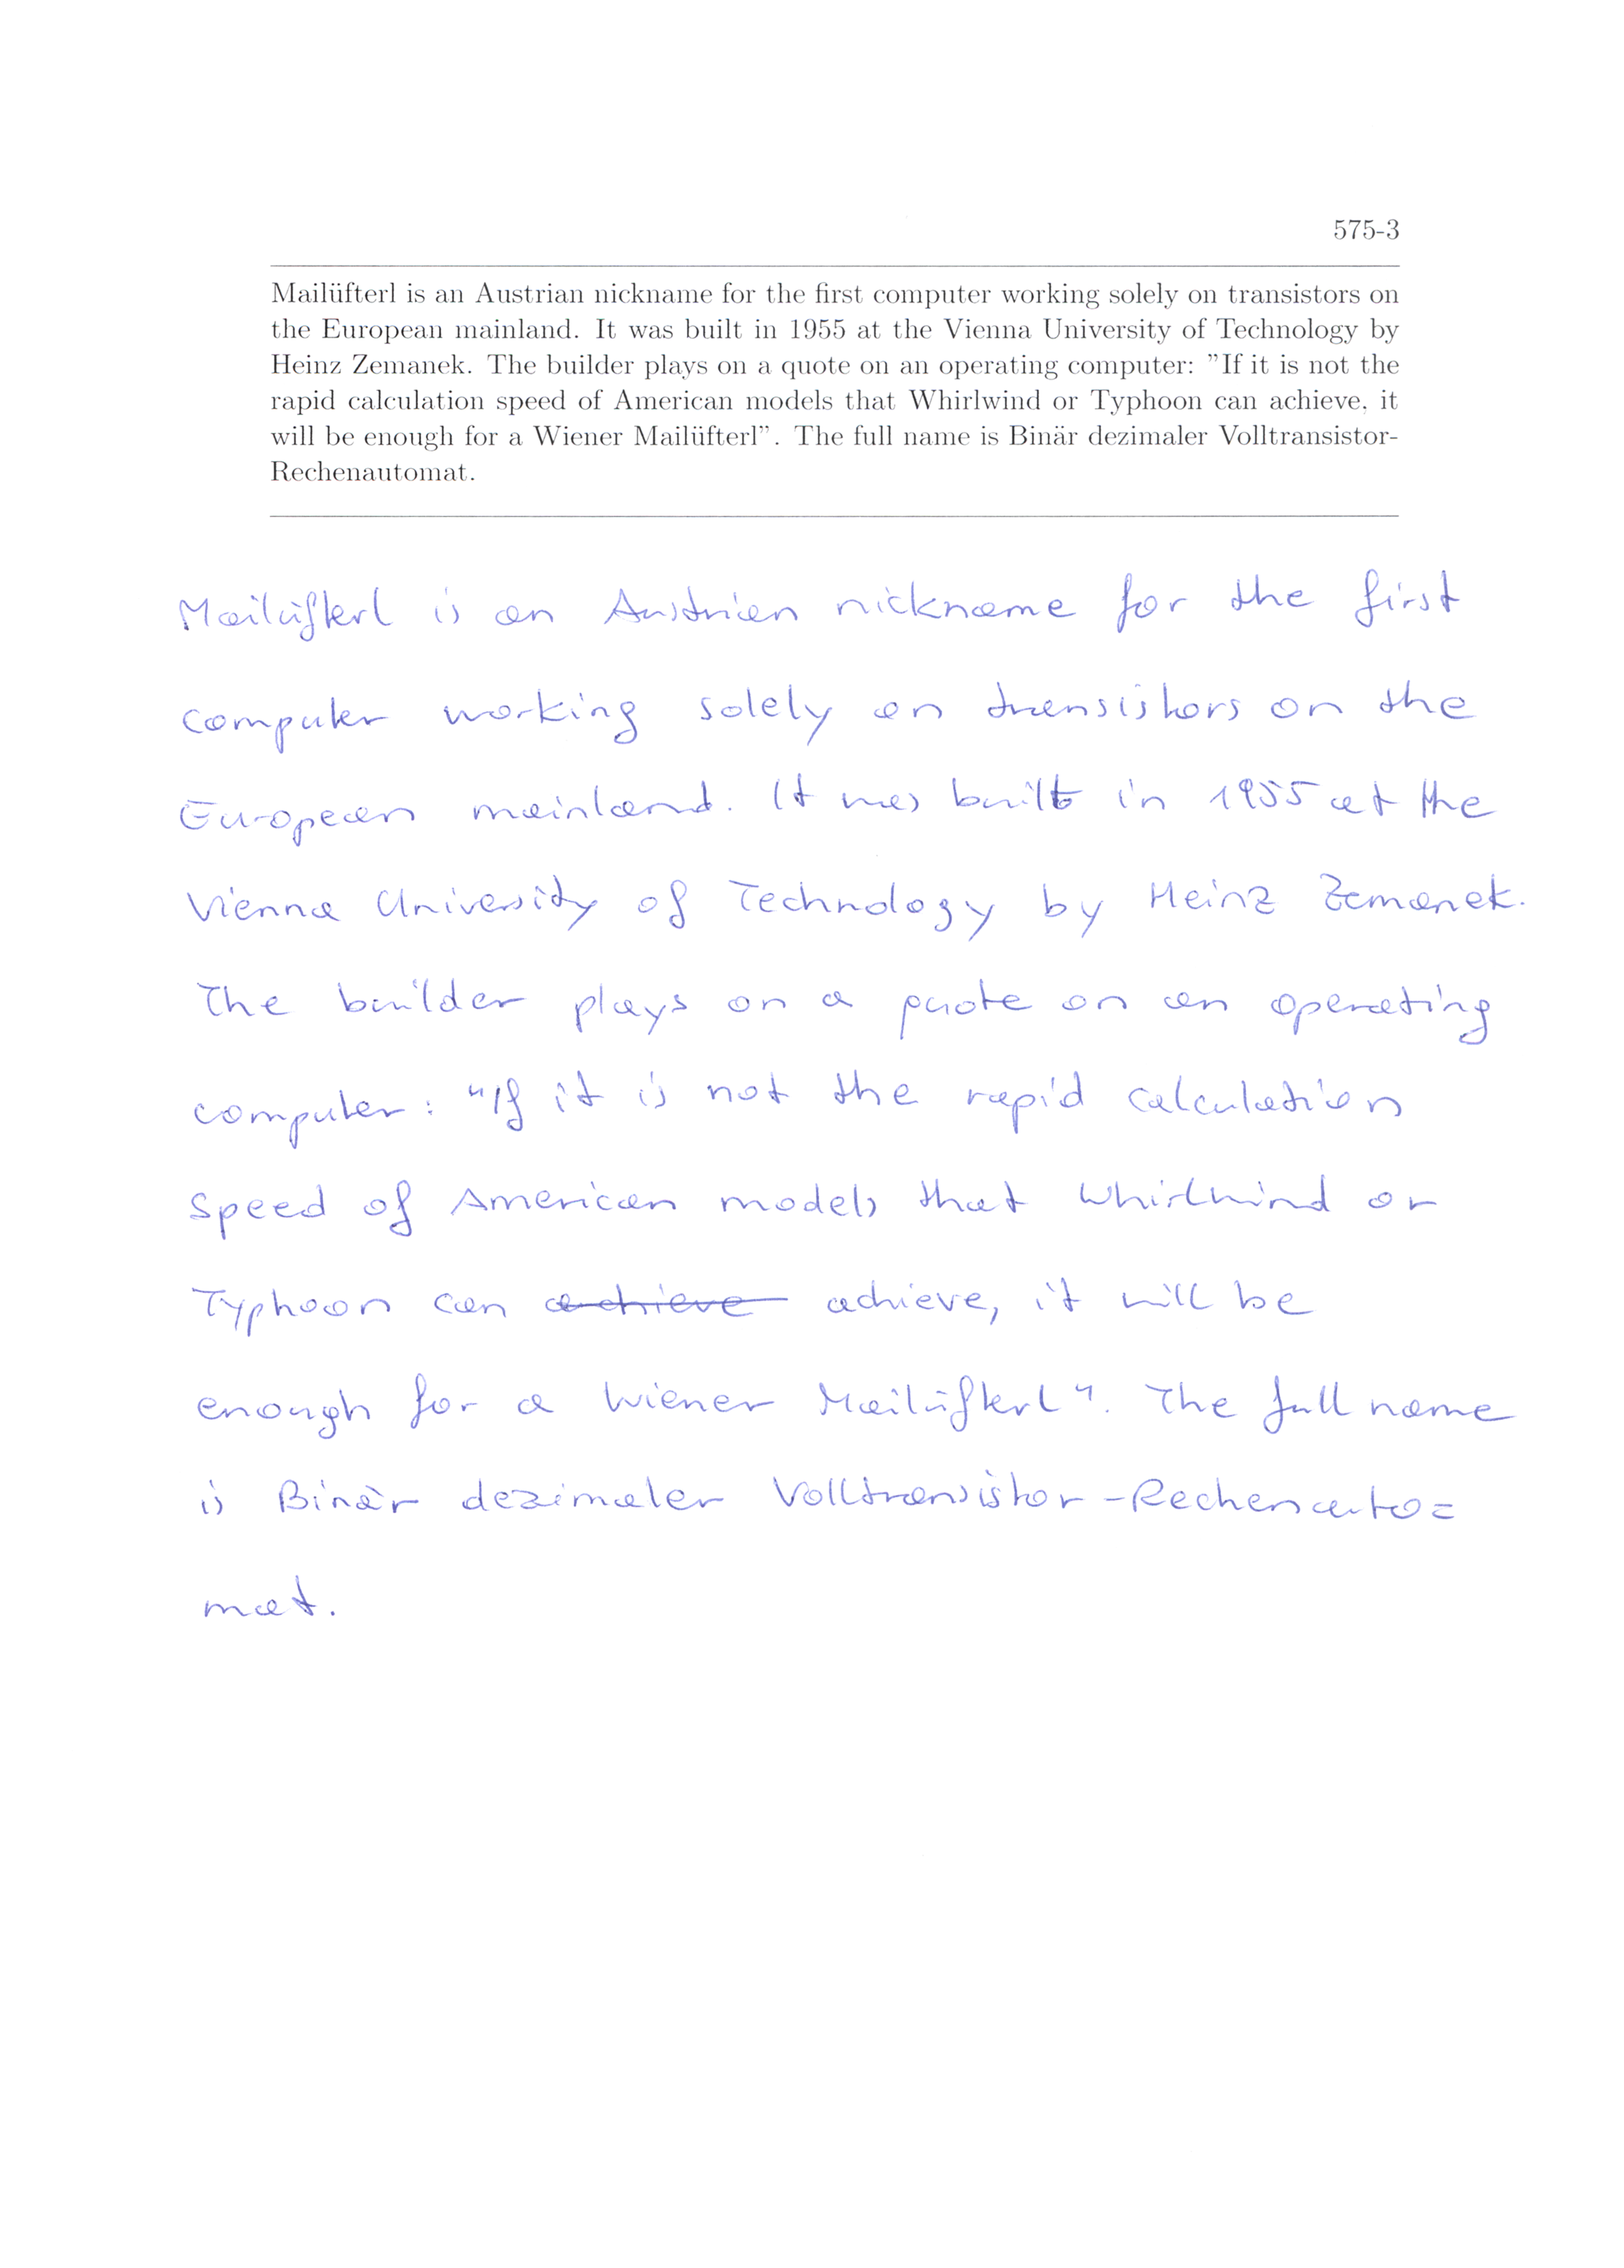 575-3
Mailüfterl is an Austrian nickname for the first computer working solely on transistors on
the European mainland. It was built in 1955 at the Vienna University of Technology by
Heinz Zemanek. The builder plays on a quote on an operating computer: ”If it is not the
rapid calculation speed of American models that Whirlwind or Typhoon can achieve, it
will be enough for a Wiener Mailüfterl”. The full name is Binär dezimaler Volltransistor-
Rechenautomat.
Mailüfterl is an Austrian nickname for the first
computer working solely on transistors on the
European mainland. It was built in 1955 at the
Vienna University of Technology by Heinz Zemanek.
The builder plays on a quote on an operating
computer: "If it is not the rapid calculation
speed of American models that Whirlwind or
Typhoon can achieve achieve, it will be
enough for a Wiener Mailüfterl". The full name
is Binär dezimaler Volltransistor-Rechenauto=
mat.